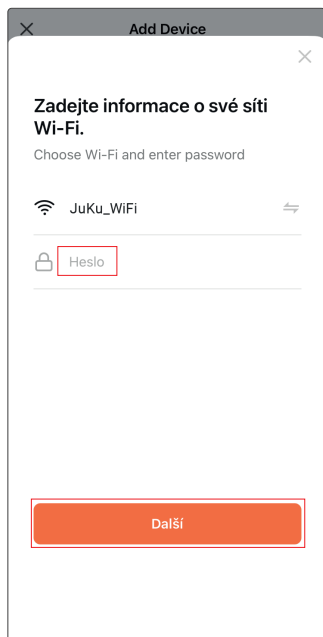 Add Device
Zadejte informace o své síti
Wi-Fi.
Choose Wi-Fi and enter password
JuKu_WiFi
Heslo
Další